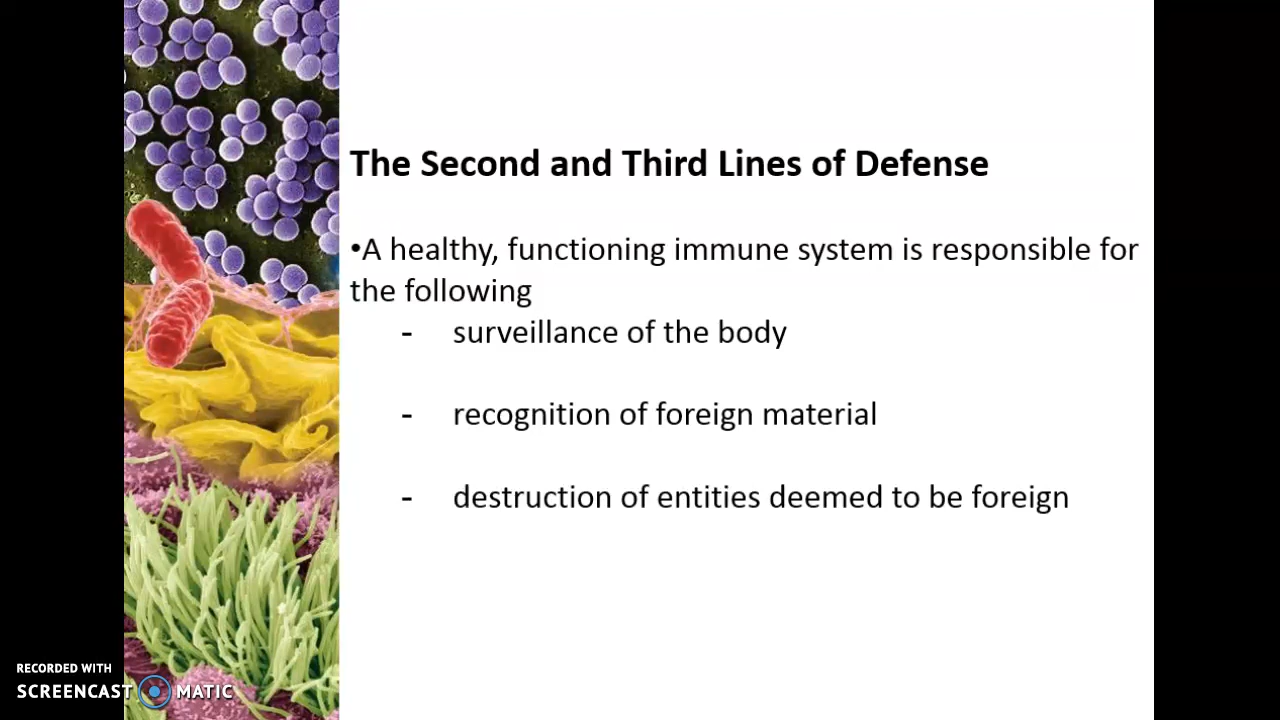 The Second and Third Lines of Defense
•A healthy, functioning immune system is responsible for
the following
- surveillance of the body
- recognition of foreign material
- destruction of entities deemed to be foreign
RECORDED WITH
SCREENCAST MATIC